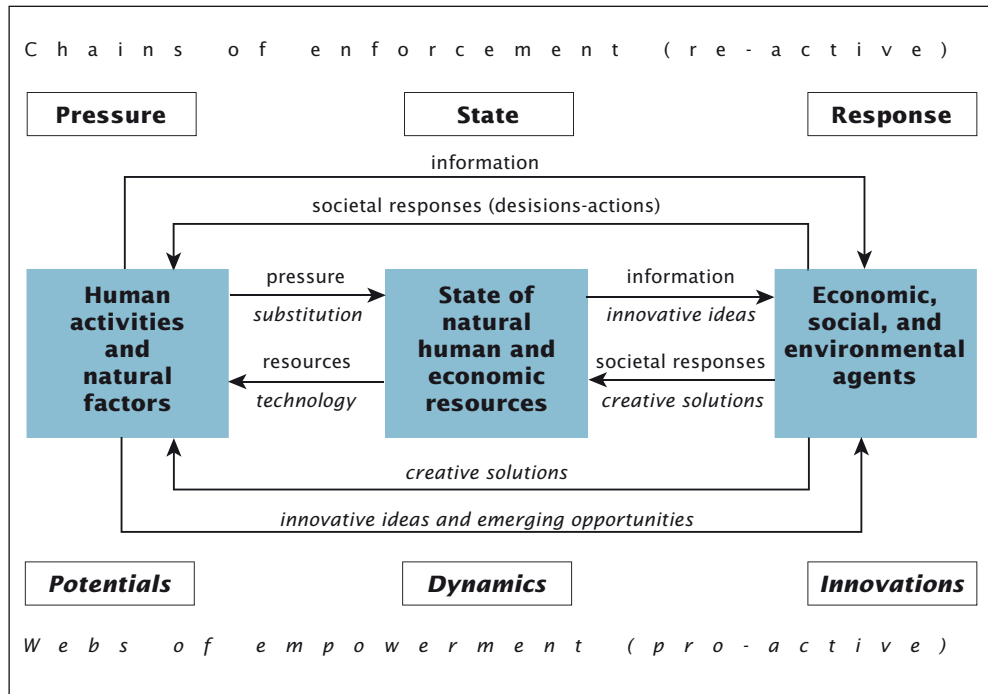 Chains of enforcement (re-active)
Pressure State Response
information
societal responses (desisions-actions)
Human
activities
and
natural
factors
pressure
substitution
resources
technology
State of
natural
human and
economic
resources
information
innovative ideas
societal responses
creative solutions
Economic,
social, and
environmental
agents
creative solutions
innovative ideas and emerging opportunities
Potentials Dynamics Innovations
Webs of empowerment (pro-active)